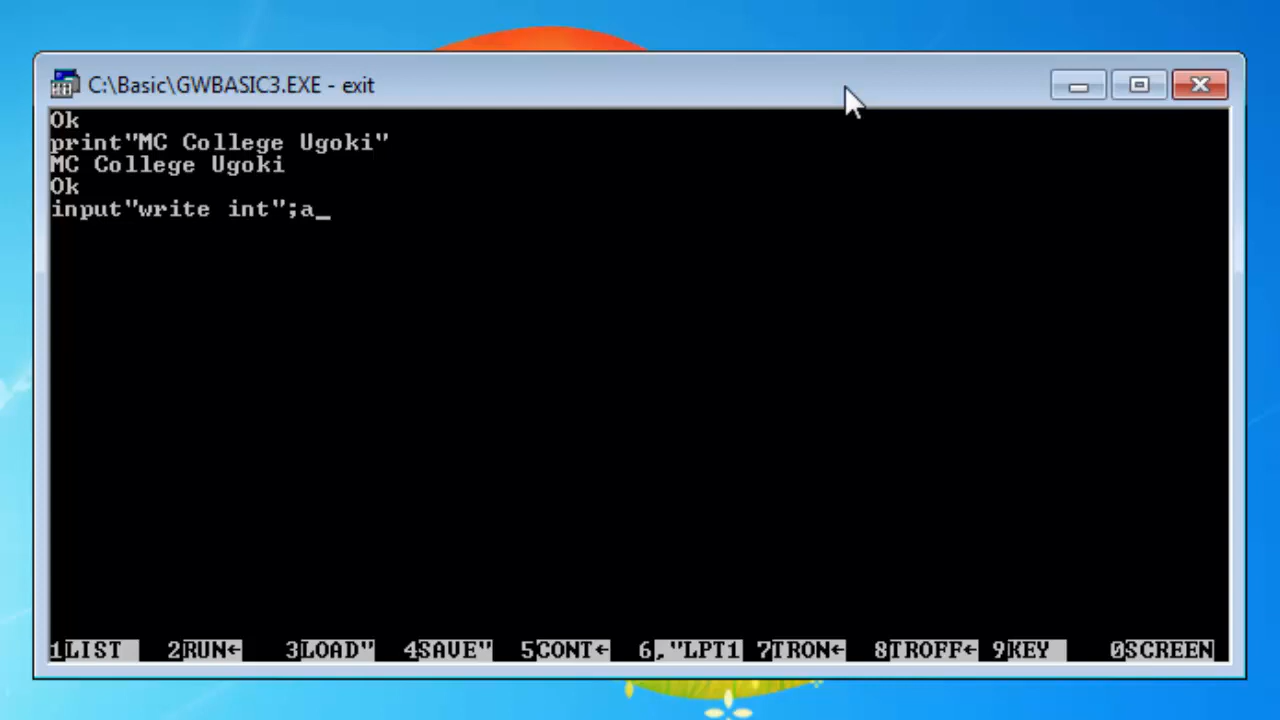 C:\Basic\GWBASIC3.EXE - exit
Ok
print"MC College Ugoki"
MC College Ugoki
Ok
input"write int";a_
1LIST 2RUN← 3LOAD" 4SAVE" 5CONT← 6,"LPT1 7TRON← 8TROFF← 9KEY 0SCREEN